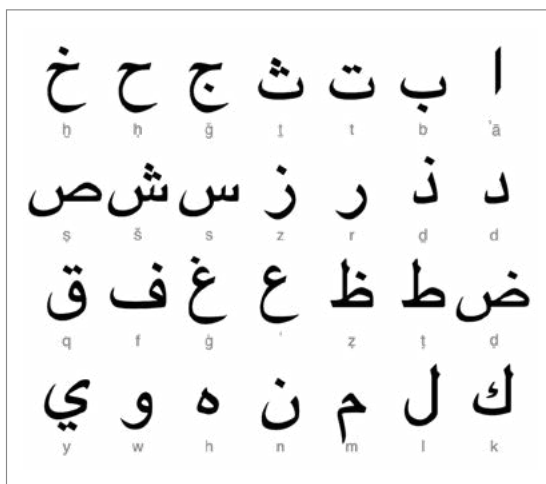 ا ب ت ث ج ح خ
ʾā b t ṯ ǧ ḥ ḫ
د ذ ر ز س ش ص
d ḏ r z s š ṣ
ض ط ظ ع غ ف ق
ḍ ṭ ẓ ʿ ġ f q
ك ل م ن ه و ي
k l m n h w y